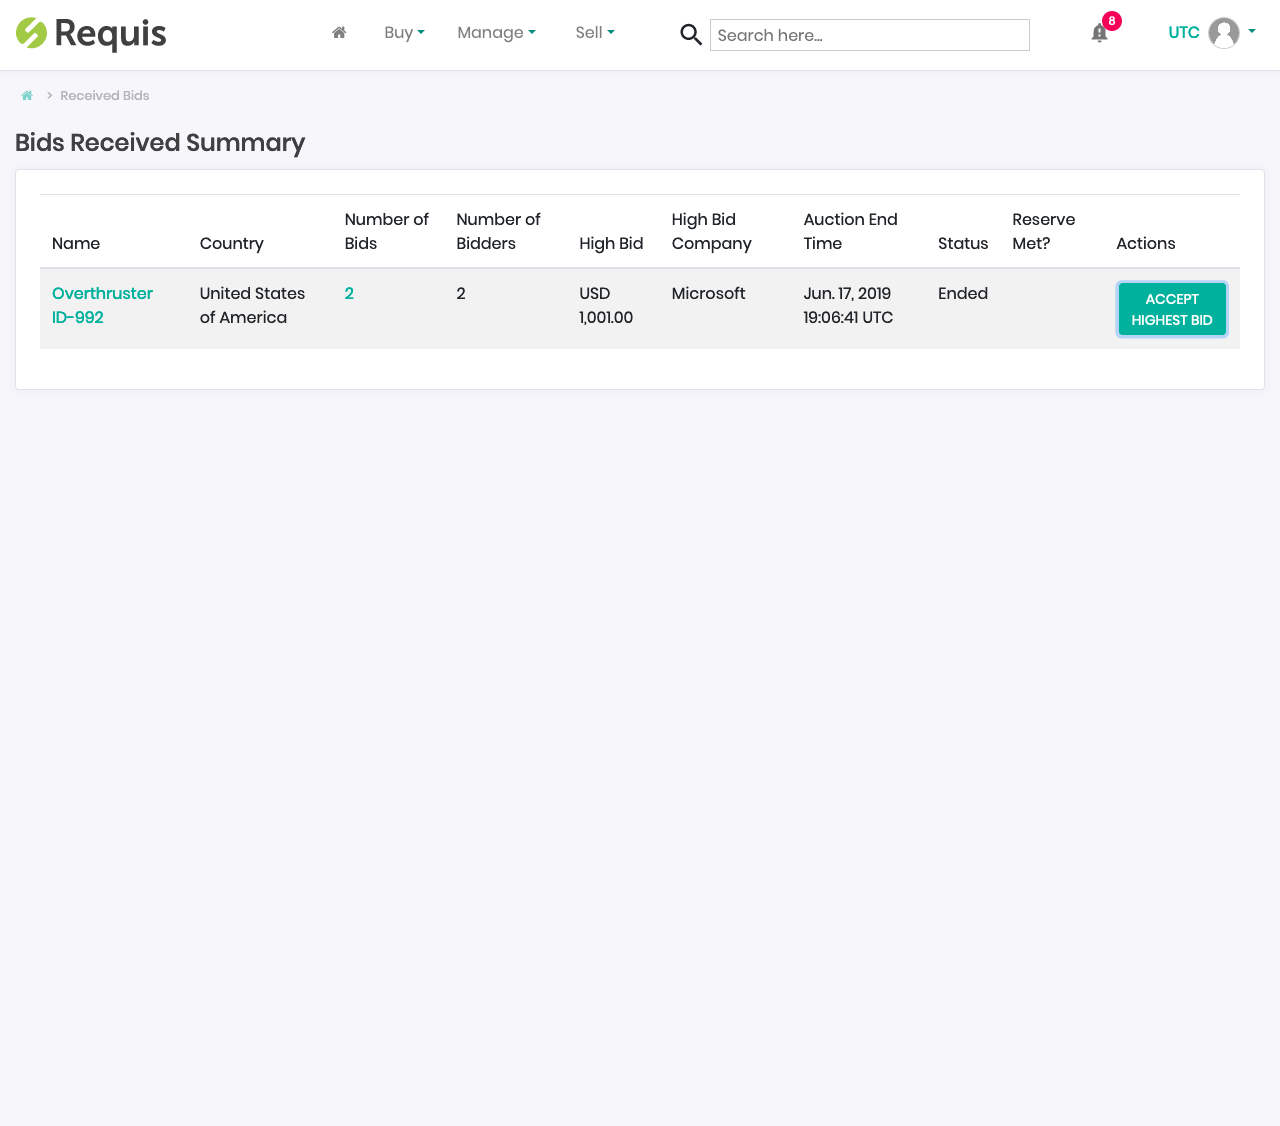 Requis
Buy
Manage
Sell
Search here...
8
UTC
> Received Bids
Bids Received Summary
Name
Country
Number of
Bids
Number of
Bidders
High Bid
High Bid
Company
Auction End
Time
Status
Reserve
Met?
Actions
Overthruster
ID-992
United States
of America
2
2
USD
1,001.00
Microsoft
Jun. 17, 2019
19:06:41 UTC
Ended
ACCEPT
HIGHEST BID